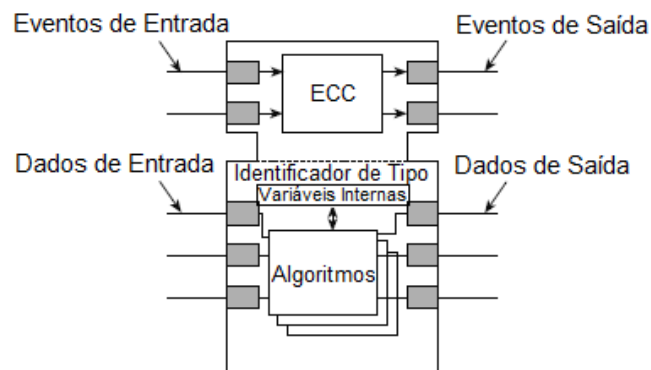 Eventos de Entrada
Eventos de Saída
ECC
Dados de Entrada
Identificador de Tipo
Dados de Saída
Variáveis Internas
Algoritmos